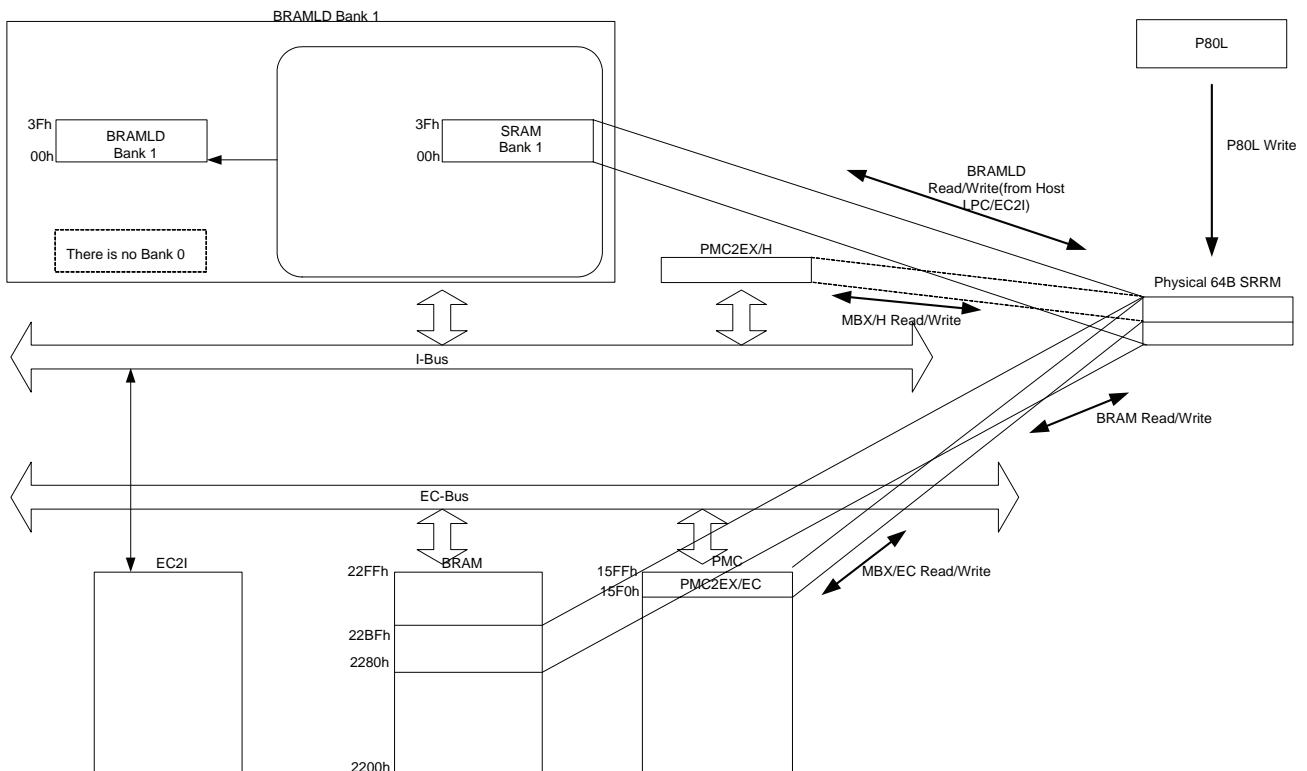 BRAMLD Bank 1
P80L
3Fh
BRAMLD
Bank 1
00h
3Fh
SRAM
Bank 1
00h
P80L Write
BRAMLD
Read/Write(from Host
LPC/EC2I)
There is no Bank 0
PMC2EX/H
Physical 64B SRRM
MBX/H Read/Write
I-Bus
BRAM Read/Write
EC-Bus
EC2I
BRAM
PMC
22FFh
15FFh
15F0h
PMC2EX/EC
MBX/EC Read/Write
22BFh
2280h
2200h